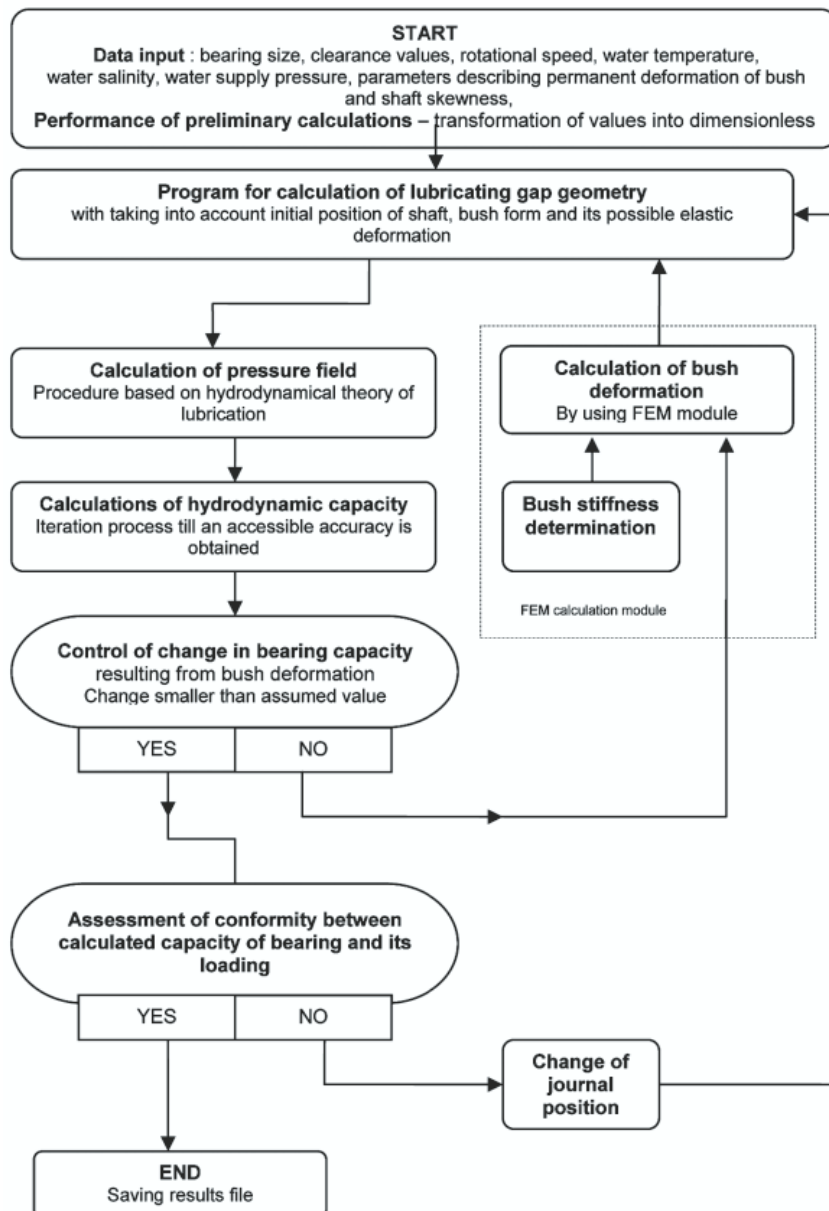 START
Data input : bearing size, clearance values, rotational speed, water temperature,
water salinity, water supply pressure, parameters describing permanent deformation of bush
and shaft skewness,
Performance of preliminary calculations – transformation of values into dimensionless
Program for calculation of lubricating gap geometry
with taking into account initial position of shaft, bush form and its possible elastic
deformation
Calculation of pressure field
Procedure based on hydrodynamical theory of
lubrication
Calculation of bush
deformation
By using FEM module
Calculations of hydrodynamic capacity
Iteration process till an accessible accuracy is
obtained
Bush stiffness
determination
FEM calculation module
Control of change in bearing capacity
resulting from bush deformation
Change smaller than assumed value
YES
NO
Assessment of conformity between
calculated capacity of bearing and its
loading
YES
NO
Change of
journal
position
END
Saving results file